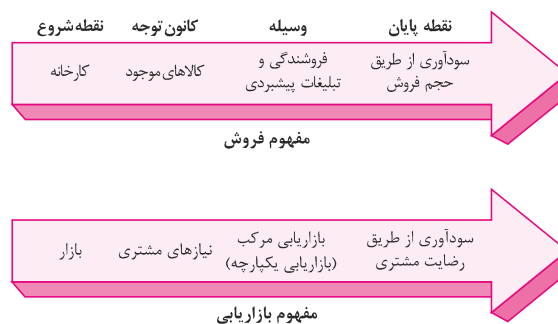 نقطه شروع
کانون توجه
وسیله
نقطه پایان
کارخانه
کالاهای موجود
فروشندگی و
تبلیغات پیشبردی
سودآوری از طریق
حجم فروش
مفهوم فروش
بازار
نیازهای مشتری
بازاریابی مرکب
(بازاریابی یکپارچه)
سودآوری از طریق
رضایت مشتری
مفهوم بازاریابی